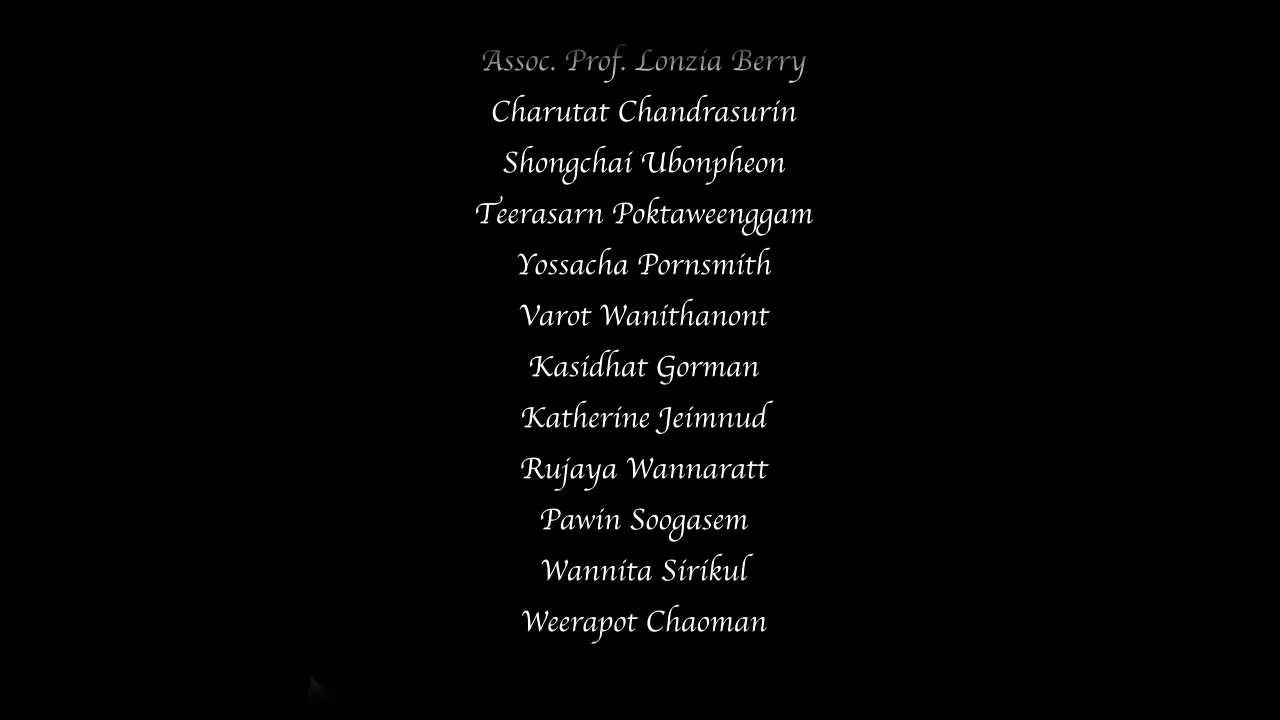 Assoc. Prof. Lonzia Berry
Charutat Chandrasurin
Shongchai Ubonpheon
Teerasarn Poktaweenggam
Yossacha Pornsmith
Varot Wanithanont
Kasidhat Gorman
Katherine Jeimnud
Rujaya Wannaratt
Pawin Soogasem
Wannita Sirikul
Weerapot Chaoman